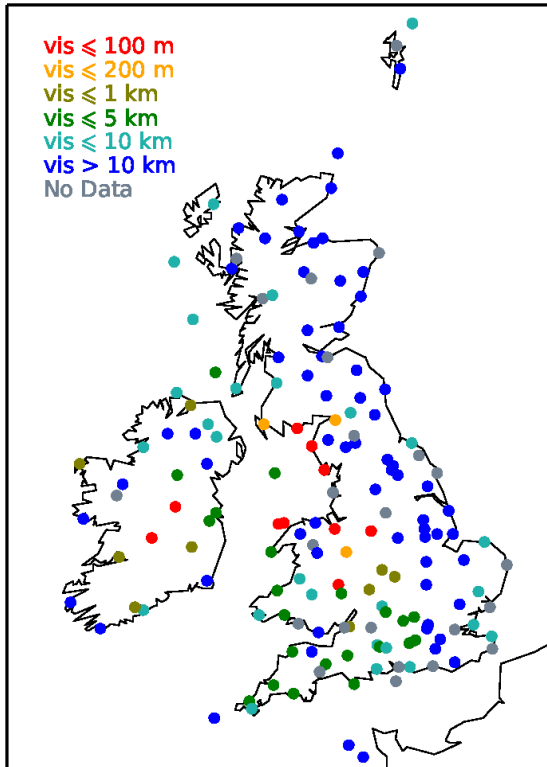 vis ⩽ 100 m
vis ⩽ 200 m
vis ⩽ 1 km
vis ⩽ 5 km
vis ⩽ 10 km
vis > 10 km
No Data